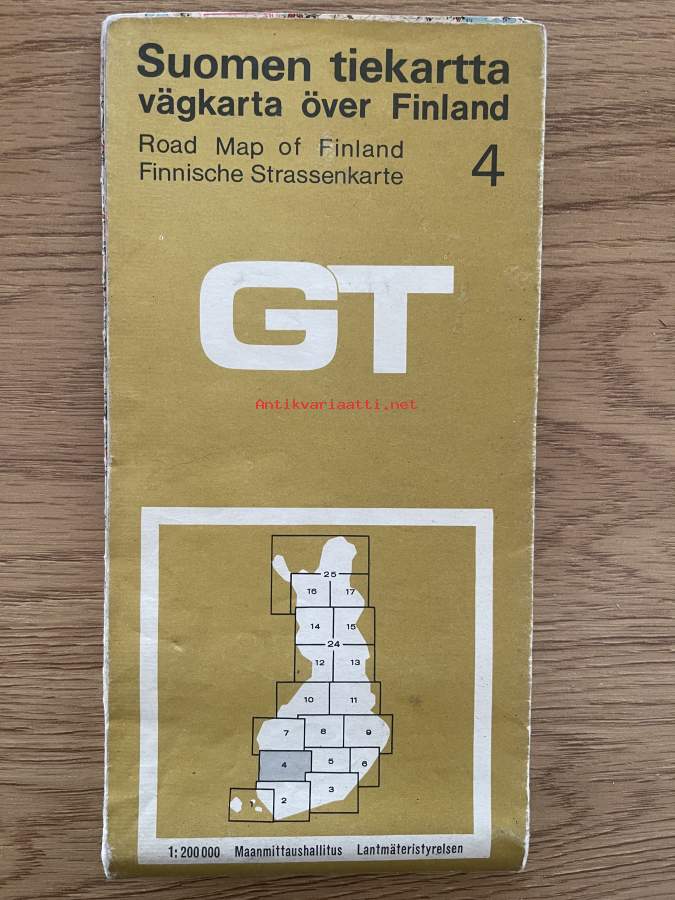 Suomen tiekartta
vägkarta över Finland
Road Map of Finland
Finnische Strassenkarte 4
GT
Antikvariaatti.net
25
16 17
14 15
24
12 13
10 11
7 8 9
4 5 6
2 3
1:200 000 Maanmittaushallitus Lantmäteristyrelsen